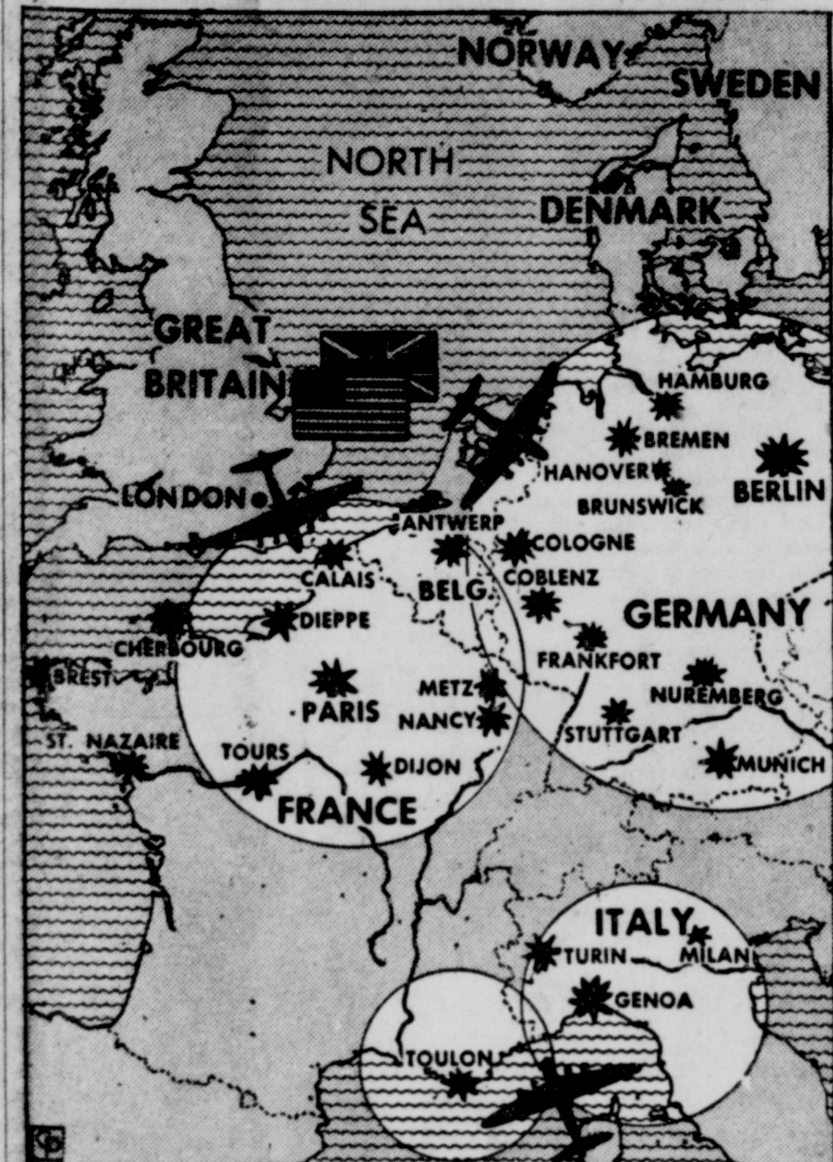 NORWAY
SWEDEN
NORTH
SEA
DENMARK
GREAT
BRITAIN
HAMBURG
BREMEN
HANOVER
BERLIN
BRUNSWICK
LONDON
ANTWERP
COLOGNE
CALAIS
BELG.
COBLENZ
DIEPPE
GERMANY
CHERBOURG
FRANKFORT
BREST
METZ
NUREMBERG
PARIS
NANCY
STUTTGART
ST. NAZAIRE
TOURS
DIJON
MUNICH
FRANCE
ITALY
TURIN
MILAN
GENOA
TOULON
CP